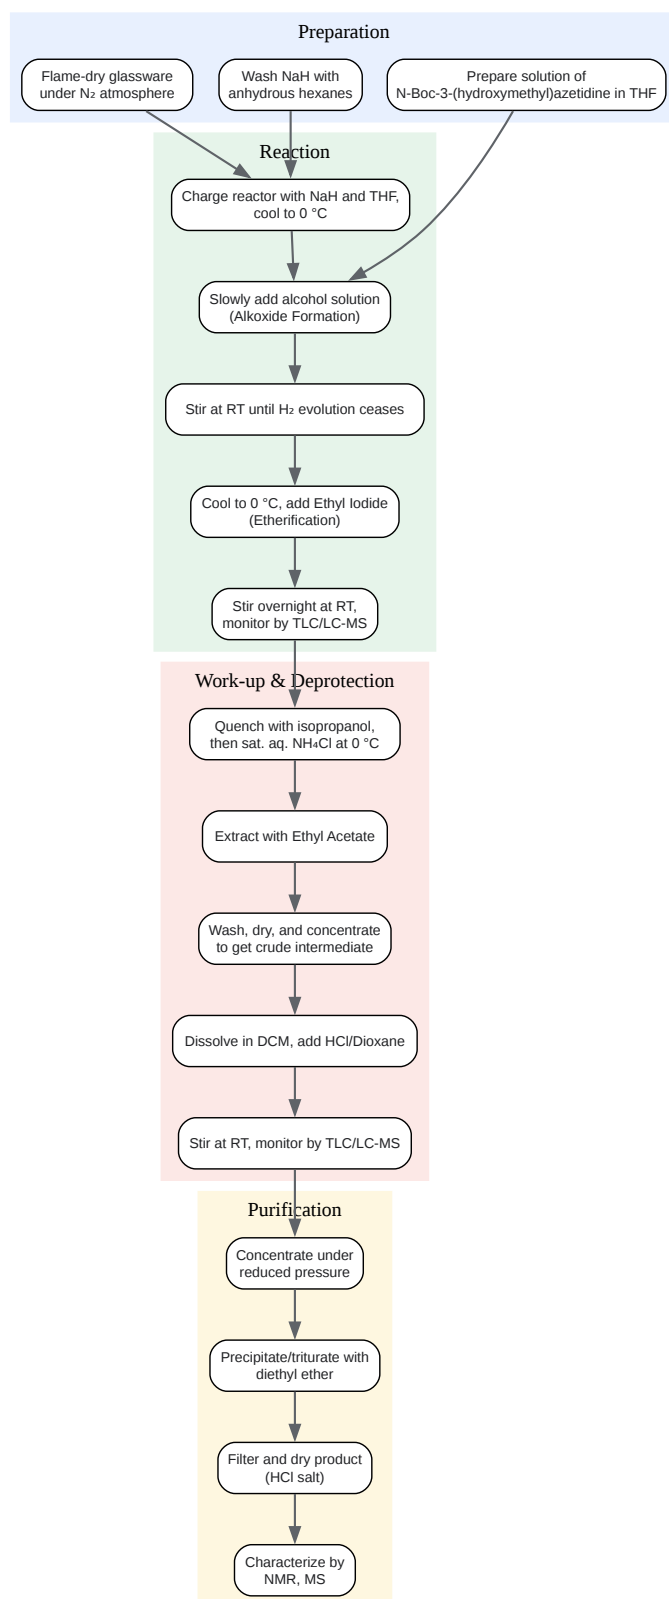 Preparation
Flame-dry glassware
under N₂ atmosphere
Wash NaH with
anhydrous hexanes
Prepare solution of
N-Boc-3-(hydroxymethyl)azetidine in THF
Reaction
Charge reactor with NaH and THF,
cool to 0 °C
Slowly add alcohol solution
(Alkoxide Formation)
Stir at RT until H₂ evolution ceases
Cool to 0 °C, add Ethyl Iodide
(Etherification)
Stir overnight at RT,
monitor by TLC/LC-MS
Work-up & Deprotection
Quench with isopropanol,
then sat. aq. NH₄Cl at 0 °C
Extract with Ethyl Acetate
Wash, dry, and concentrate
to get crude intermediate
Dissolve in DCM, add HCl/Dioxane
Stir at RT, monitor by TLC/LC-MS
Purification
Concentrate under
reduced pressure
Precipitate/triturate with
diethyl ether
Filter and dry product
(HCl salt)
Characterize by
NMR, MS